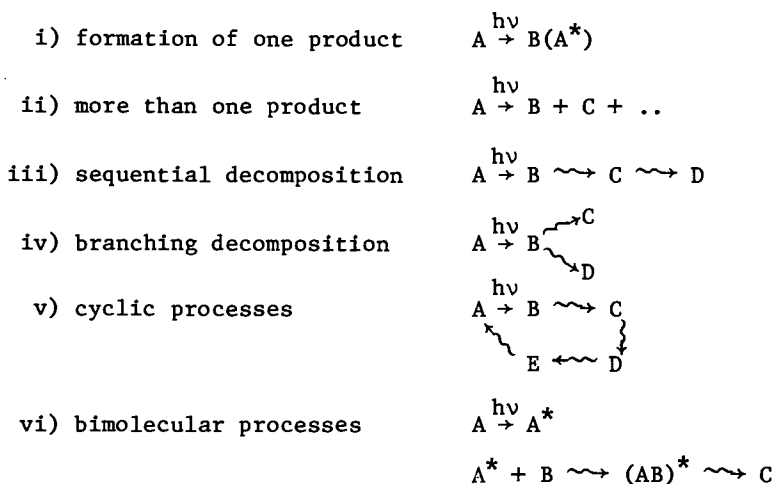 hν
i) formation of one product A → B(A*)
hν
ii) more than one product A → B + C + ..
hν
iii) sequential decomposition A → B ⇝ C ⇝ D
hν
C
iv) branching decomposition A → B
D
hν
v) cyclic processes A → B ⇝ C
E D
hν
vi) bimolecular processes A → A*
A* + B ⇝ (AB)* ⇝ C